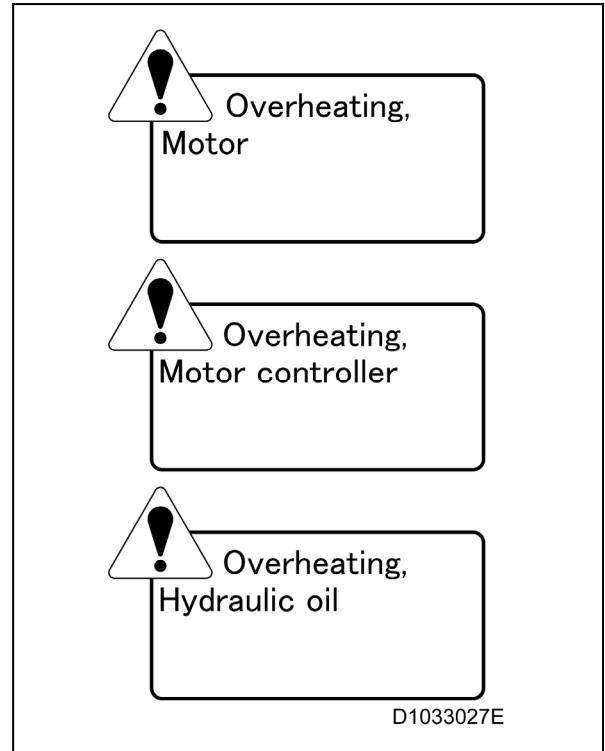 Overheating,
Motor
Overheating,
Motor controller
Overheating,
Hydraulic oil
D1033027E